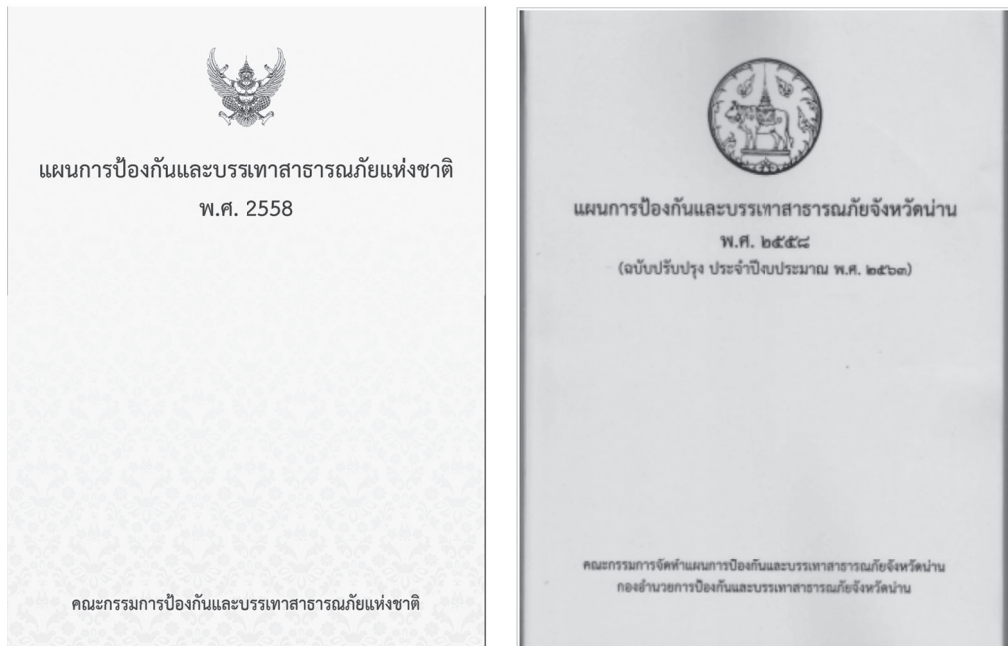 แผนการป้องกันและบรรเทาสาธารณภัยแห่งชาติ
พ.ศ. 2558
คณะกรรมการป้องกันและบรรเทาสาธารณภัยแห่งชาติ
แผนการป้องกันและบรรเทาสาธารณภัยจังหวัดน่าน
พ.ศ. ๒๕๕๘
(ฉบับปรับปรุง ประจำปีงบประมาณ พ.ศ. ๒๕๖๓)
คณะกรรมการจัดทำแผนการป้องกันและบรรเทาสาธารณภัยจังหวัดน่าน
กองอำนวยการป้องกันและบรรเทาสาธารณภัยจังหวัดน่าน